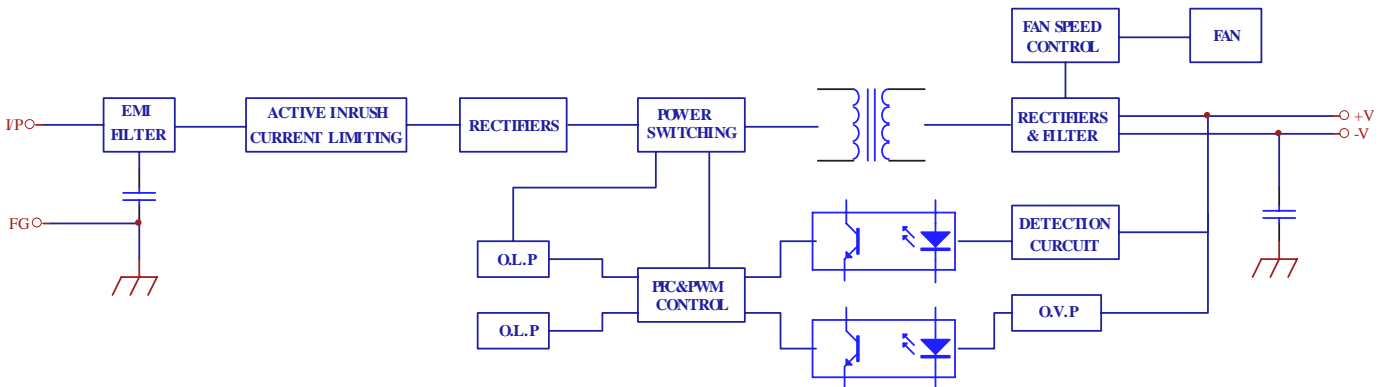 FAN SPEED
CONTROL
FAN
I/P
EMI
FILTER
ACTIVE INRUSH
CURRENT LIMITING
RECTIFIERS
POWER
SWITCHING
RECTIFIERS
& FILTER
+V
-V
FG
DETECTION
CURCUIT
O.L.P
PFC&PWM
CONTROL
O.L.P
O.V.P